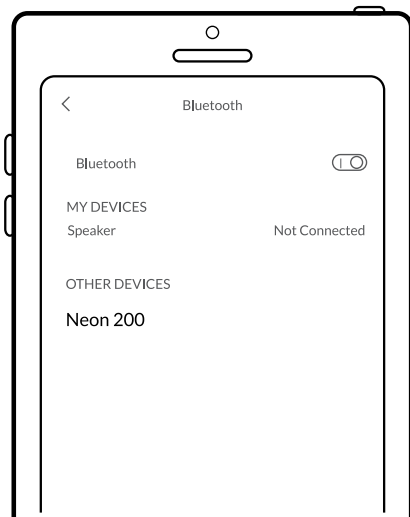 Bluetooth
Bluetooth
MY DEVICES
Speaker Not Connected
OTHER DEVICES
Neon 200